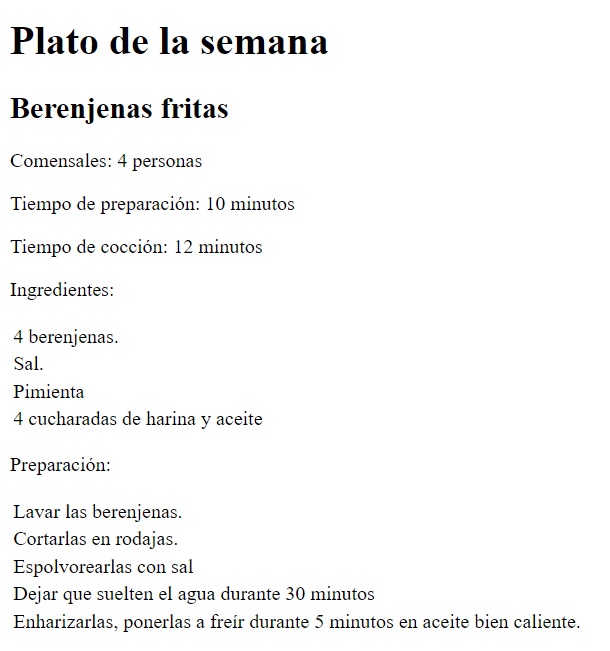 Plato de la semana
Berenjenas fritas
Comensales: 4 personas
Tiempo de preparación: 10 minutos
Tiempo de cocción: 12 minutos
Ingredientes:
4 berenjenas.
Sal.
Pimienta
4 cucharadas de harina y aceite
Preparación:
Lavar las berenjenas.
Cortarlas en rodajas.
Espolvorearlas con sal
Dejar que suelten el agua durante 30 minutos
Enharizarlas, ponerlas a freír durante 5 minutos en aceite bien caliente.